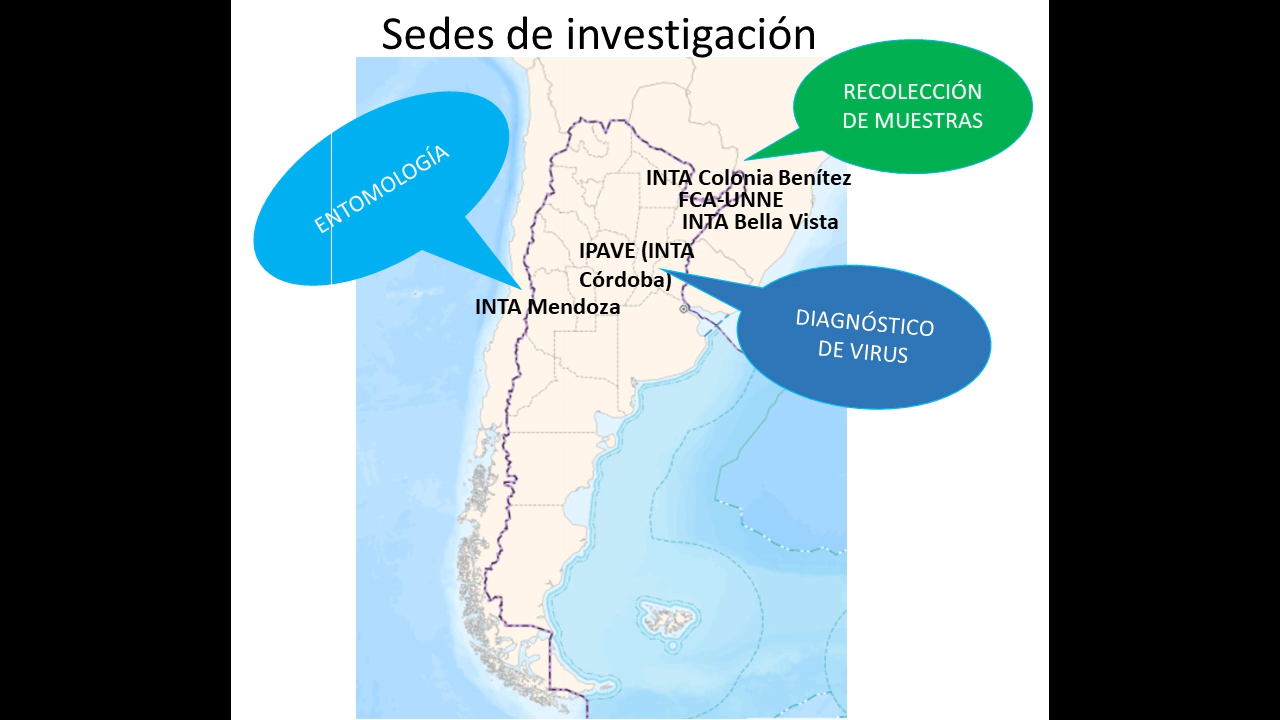 Sedes de investigación
RECOLECCIÓN
DE MUESTRAS
ENTOMOLOGÍA
INTA Colonia Benítez
FCA-UNNE
INTA Bella Vista
IPAVE (INTA
Córdoba)
INTA Mendoza
DIAGNÓSTICO
DE VIRUS